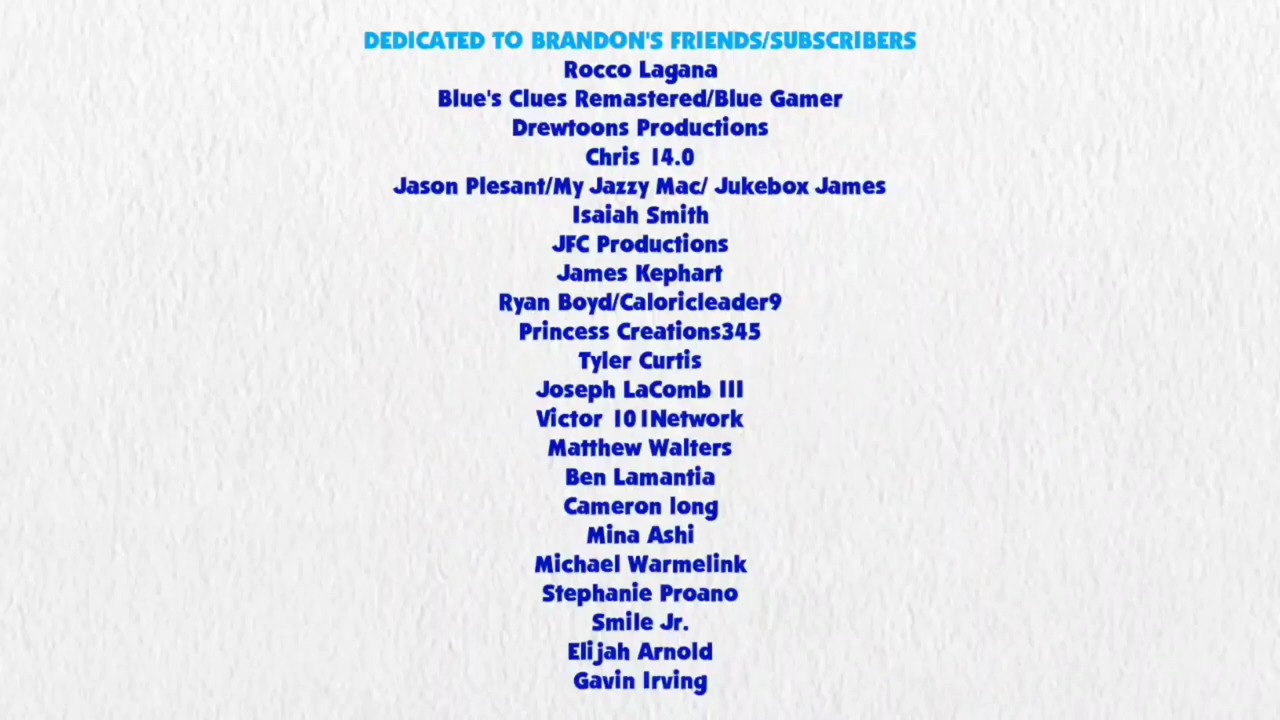 DEDICATED TO BRANDON'S FRIENDS/SUBSCRIBERS
Rocco Lagana
Blue's Clues Remastered/Blue Gamer
Drewtoons Productions
Chris 14.0
Jason Plesant/My Jazzy Mac/ Jukebox James
Isaiah Smith
JFC Productions
James Kephart
Ryan Boyd/Caloricleader9
Princess Creations345
Tyler Curtis
Joseph LaComb III
Victor 101Network
Matthew Walters
Ben Lamantia
Cameron long
Mina Ashi
Michael Warmelink
Stephanie Proano
Smile Jr.
Elijah Arnold
Gavin Irving